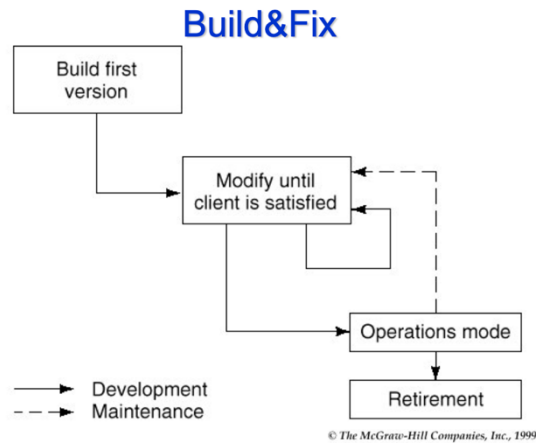 Build&Fix
Build first
version
Modify until
client is satisfied
Operations mode
Development
Maintenance
Retirement
© The McGraw-Hill Companies, Inc., 1999